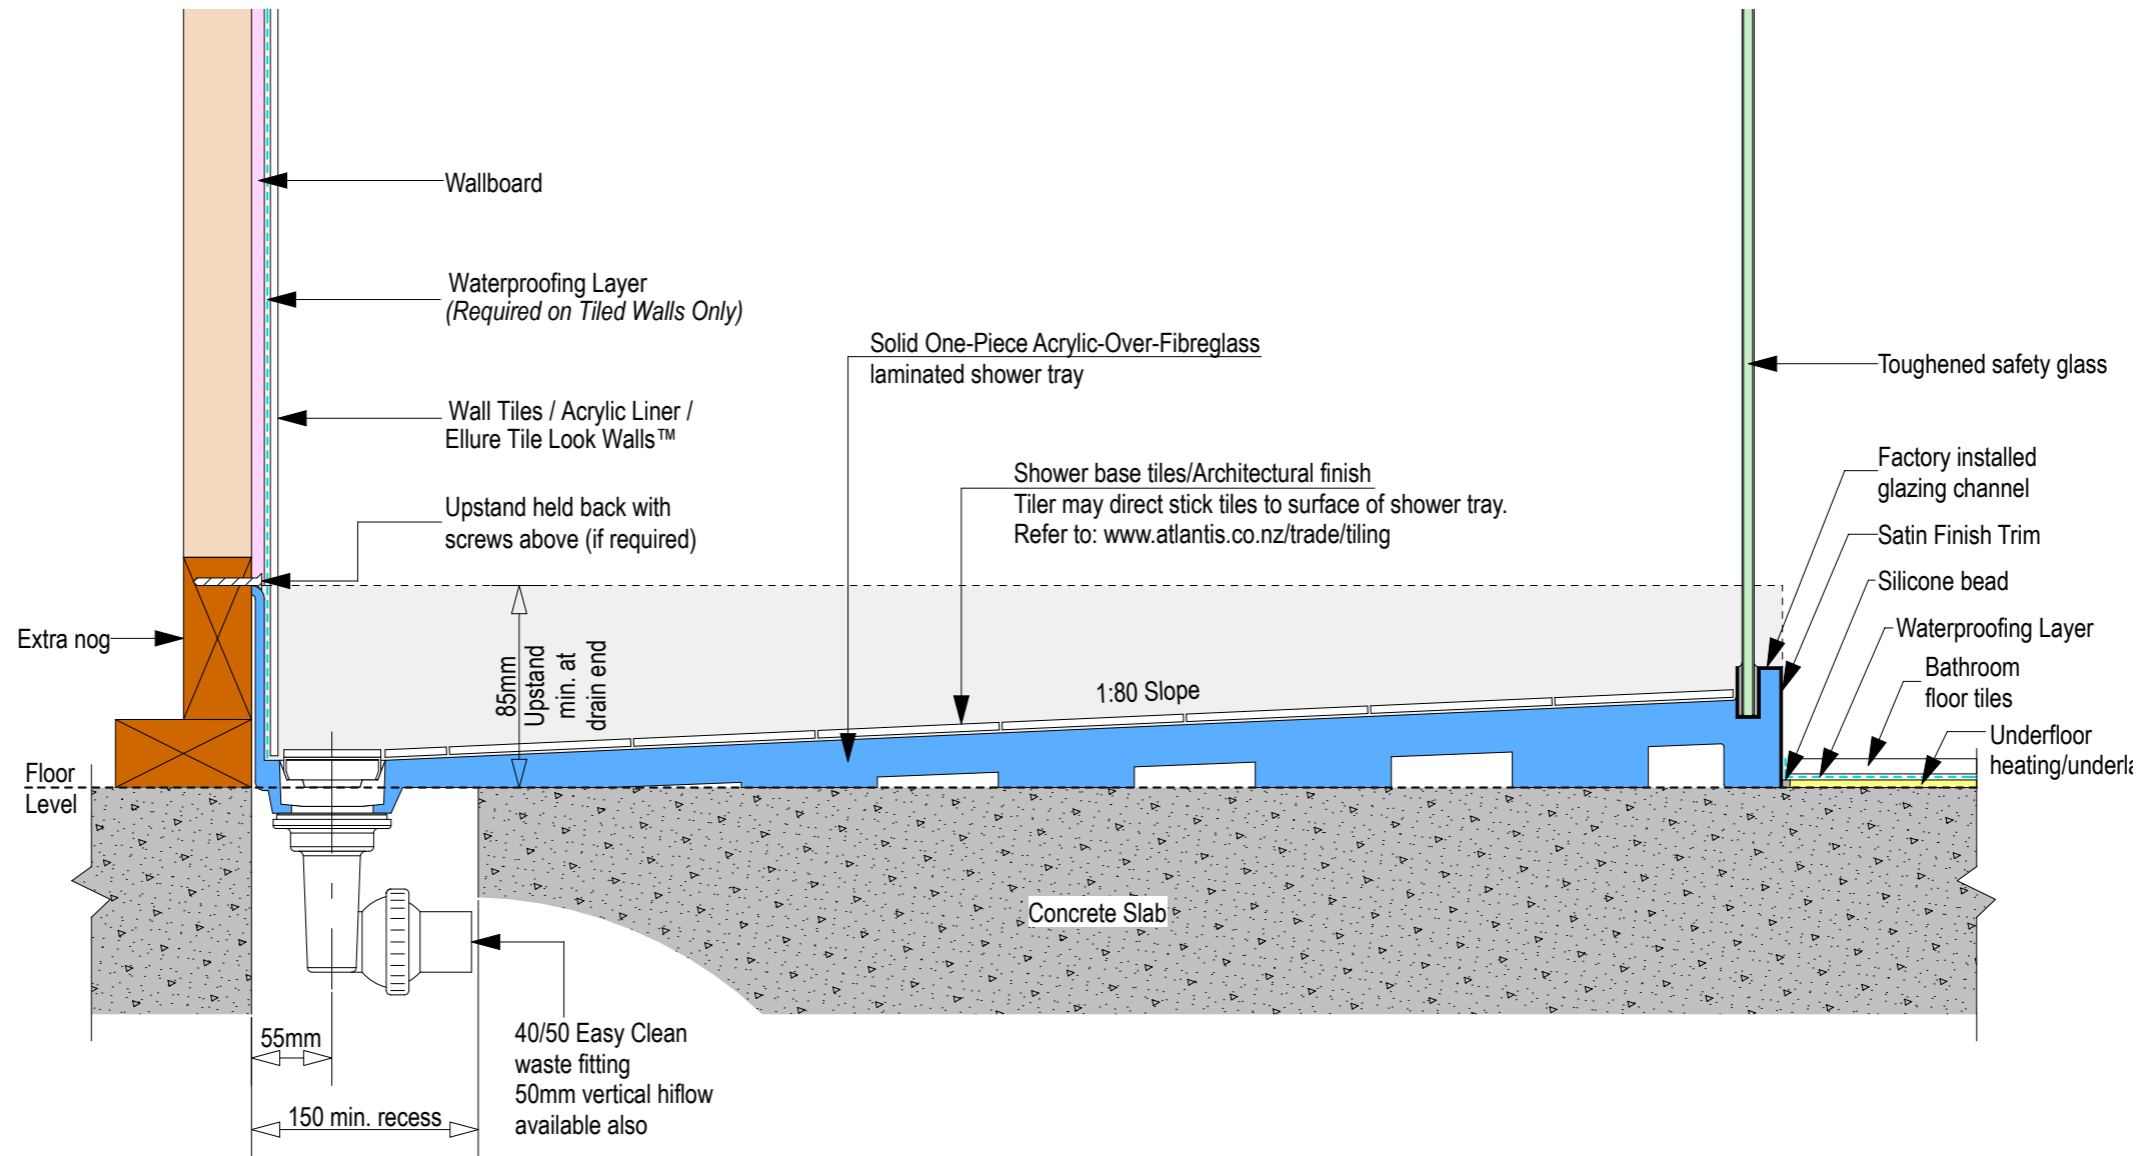 Wallboard
Waterproofing Layer
(Required on Tiled Walls Only)
Wall Tiles / Acrylic Liner /
Ellure Tile Look Walls™
Upstand held back with
screws above (if required)
Extra nog
Floor
Level
85mm
Upstand
min. at
drain end
Solid One-Piece Acrylic-Over-Fibreglass
laminated shower tray
Shower base tiles/Architectural finish
Tiler may direct stick tiles to surface of shower tray.
Refer to: www.atlantis.co.nz/trade/tiling
1:80 Slope
Toughened safety glass
Factory installed
glazing channel
Satin Finish Trim
Silicone bead
Waterproofing Layer
Bathroom
floor tiles
Underfloor
heating/underla
Concrete Slab
40/50 Easy Clean
waste fitting
50mm vertical hiflow
available also
55mm
150 min. recess